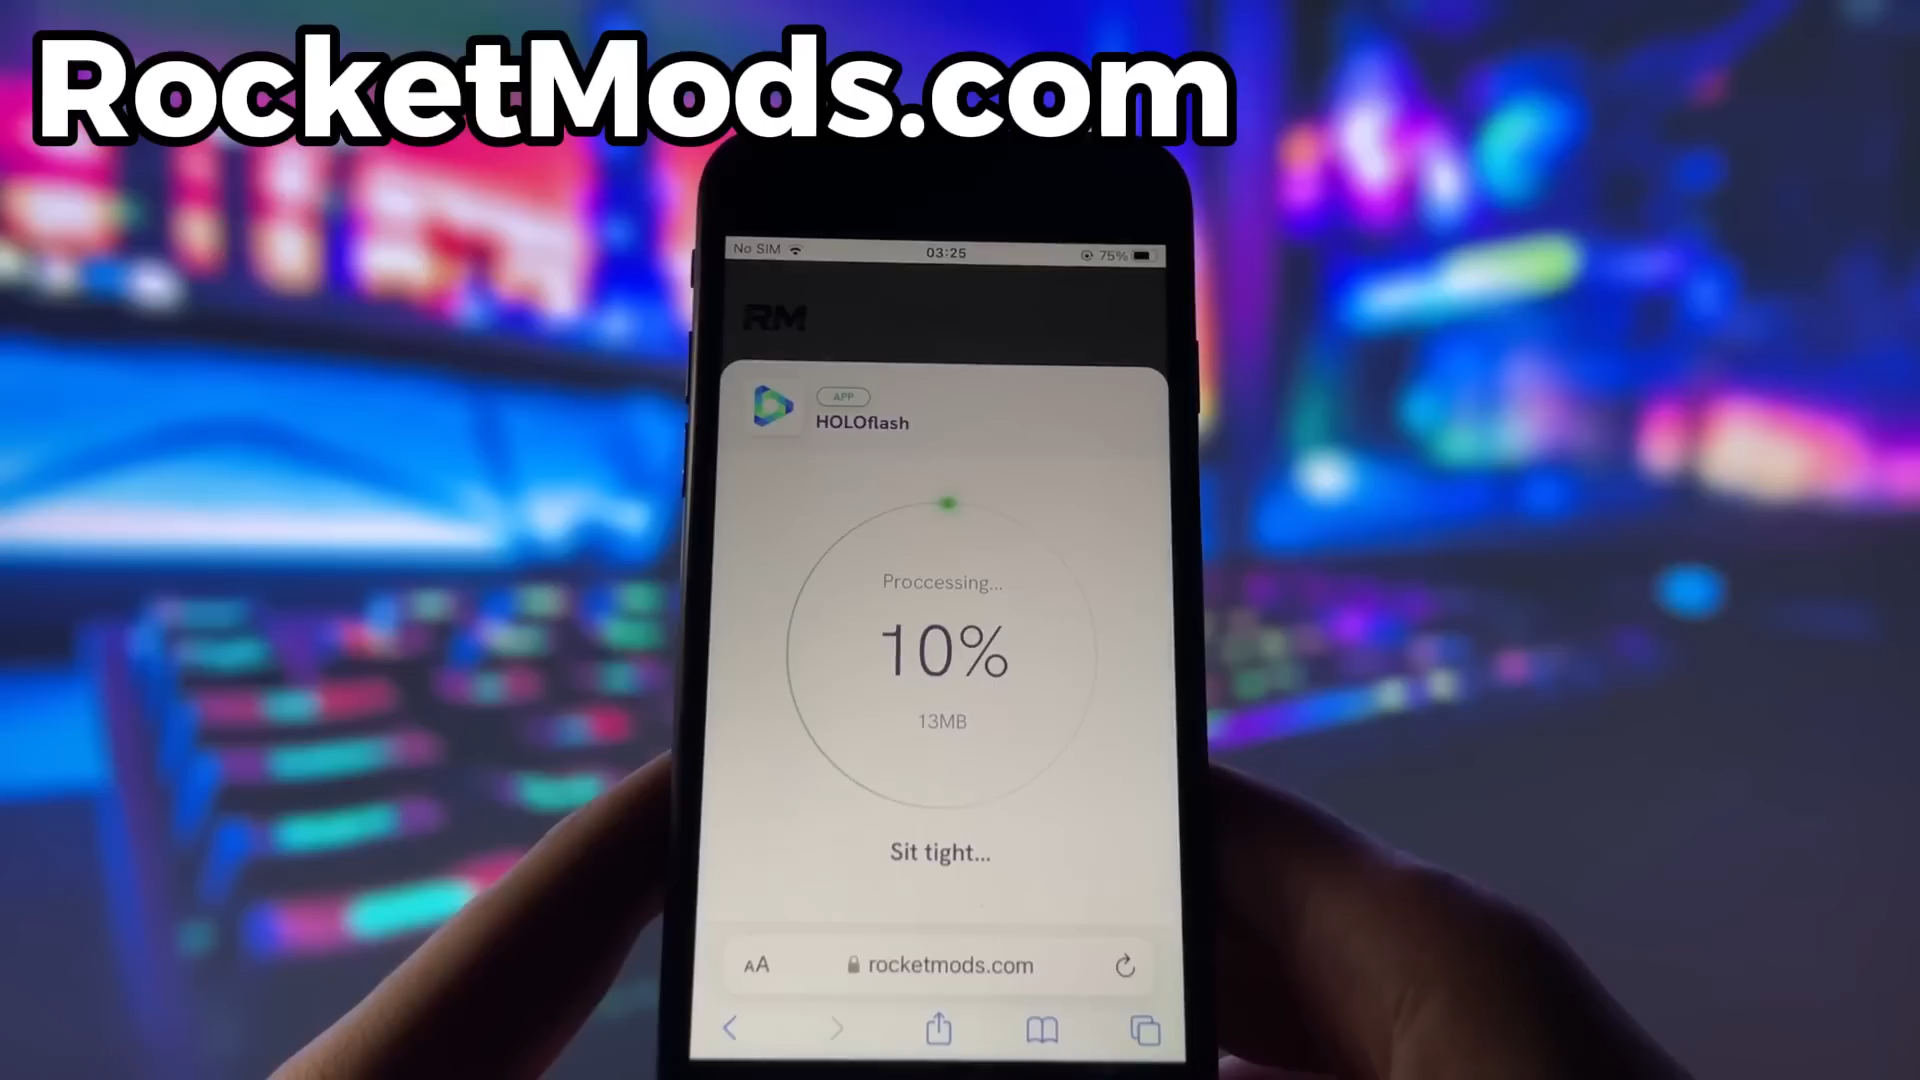 RocketMods.com
No SIM 03:25 75%
RM
APP
HOLOflash
Proccessing...
10%
13MB
Sit tight...
AA rocketmods.com